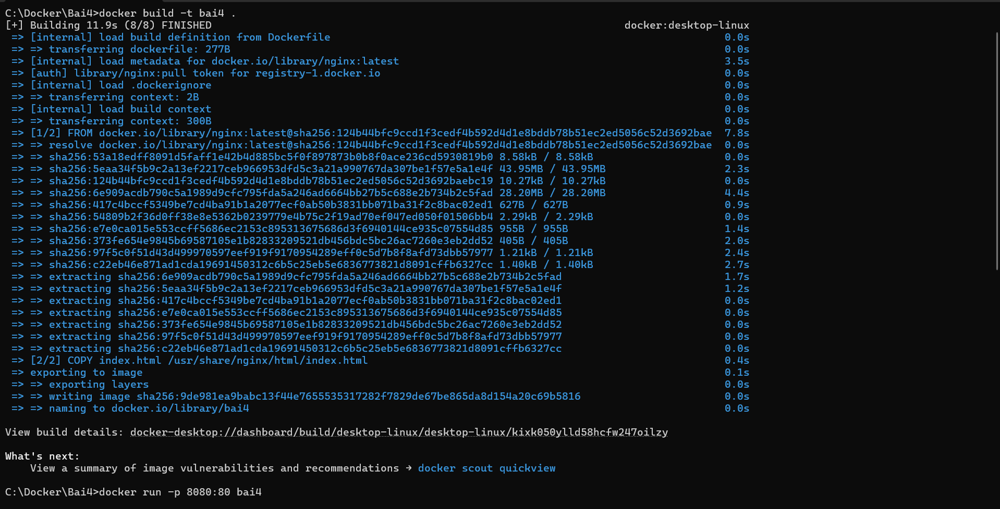 C:\Docker\Bai4>docker build -t bai4 .
[+] Building 11.9s (8/8) FINISHED docker:desktop-linux
=> [internal] load build definition from Dockerfile 0.0s
=> => transferring dockerfile: 277B 0.0s
=> [internal] load metadata for docker.io/library/nginx:latest 3.5s
=> [auth] library/nginx:pull token for registry-1.docker.io 0.0s
=> [internal] load .dockerignore 0.0s
=> => transferring context: 2B 0.0s
=> [internal] load build context 0.0s
=> => transferring context: 300B 0.0s
=> [1/2] FROM docker.io/library/nginx:latest@sha256:124b44bfc9ccd1f3cedf4b592d4d1e8bddb78b51ec2ed5056c52d3692bae 7.8s
=> => resolve docker.io/library/nginx:latest@sha256:124b44bfc9ccd1f3cedf4b592d4d1e8bddb78b51ec2ed5056c52d3692bae 0.0s
=> => sha256:53a18edff8091d5faff1e42b4d885bc5f0f897873b0b8f0ace236cd5930819b0 8.58kB / 8.58kB 0.0s
=> => sha256:5eaa34f5b9c2a13ef2217ceb966953dfd5c3a21a990767da307be1f57e5a1e4f 43.95MB / 43.95MB 2.3s
=> => sha256:124b44bfc9ccd1f3cedf4b592d4d1e8bddb78b51ec2ed5056c52d3692baebc19 10.27kB / 10.27kB 0.0s
=> => sha256:6e909acdb790c5a1989d9cfc795fda5a246ad6664bb27b5c688e2b734b2c5fad 28.20MB / 28.20MB 4.4s
=> => sha256:417c4bccf5349be7cd4ba91b1a2077ecf0ab50b3831bb071ba31f2c8bac02ed1 627B / 627B 0.9s
=> => sha256:54809b2f36d0ff38e8e5362b0239779e4b75c2f19ad70ef047ed050f01506bb4 2.29kB / 2.29kB 0.0s
=> => sha256:e7e0ca015e553ccff5686ec2153c895313675686d3f6940144ce935c07554d85 955B / 955B 1.4s
=> => sha256:373fe654e9845b69587105e1b82833209521db456bdc5bc26ac7260e3eb2dd52 405B / 405B 2.0s
=> => sha256:97f5c0f51d43d499970597eef919f9170954289eff0c5d7b8f8afd73dbb57977 1.21kB / 1.21kB 2.4s
=> => sha256:c22eb46e871ad1cda19691450312c6b5c25eb5e6836773821d8091cffb6327cc 1.40kB / 1.40kB 2.7s
=> => extracting sha256:6e909acdb790c5a1989d9cfc795fda5a246ad6664bb27b5c688e2b734b2c5fad 1.7s
=> => extracting sha256:5eaa34f5b9c2a13ef2217ceb966953dfd5c3a21a990767da307be1f57e5a1e4f 1.2s
=> => extracting sha256:417c4bccf5349be7cd4ba91b1a2077ecf0ab50b3831bb071ba31f2c8bac02ed1 0.0s
=> => extracting sha256:e7e0ca015e553ccff5686ec2153c895313675686d3f6940144ce935c07554d85 0.0s
=> => extracting sha256:373fe654e9845b69587105e1b82833209521db456bdc5bc26ac7260e3eb2dd52 0.0s
=> => extracting sha256:97f5c0f51d43d499970597eef919f9170954289eff0c5d7b8f8afd73dbb57977 0.0s
=> => extracting sha256:c22eb46e871ad1cda19691450312c6b5c25eb5e6836773821d8091cffb6327cc 0.0s
=> [2/2] COPY index.html /usr/share/nginx/html/index.html 0.4s
=> exporting to image 0.1s
=> => exporting layers 0.0s
=> => writing image sha256:9de981ea9babc13f44e7655535317282f7829de67be865da8d154a20c69b5816 0.0s
=> => naming to docker.io/library/bai4 0.0s
View build details: docker-desktop://dashboard/build/desktop-linux/desktop-linux/kixk050ylld58hcfw247oilzy
What's next:
View a summary of image vulnerabilities and recommendations → docker scout quickview
C:\Docker\Bai4>docker run -p 8080:80 bai4